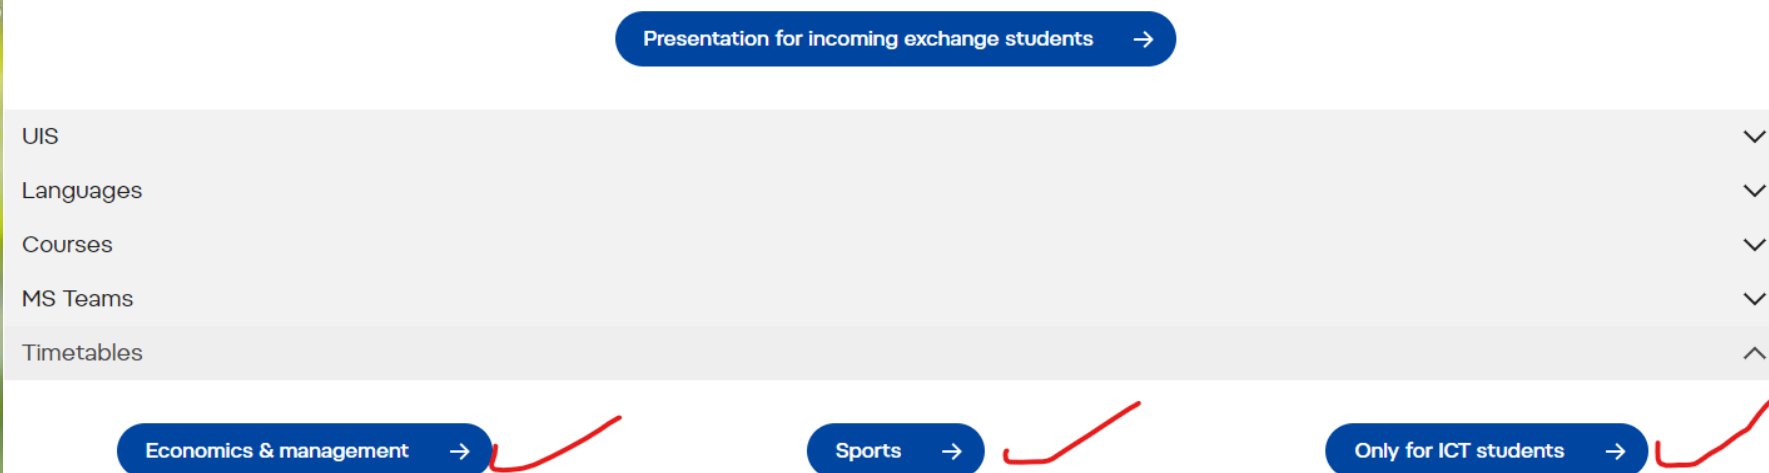 Presentation for incoming exchange students →
UIS
Languages
Courses
MS Teams
Timetables
Economics & management → Sports → Only for ICT students →